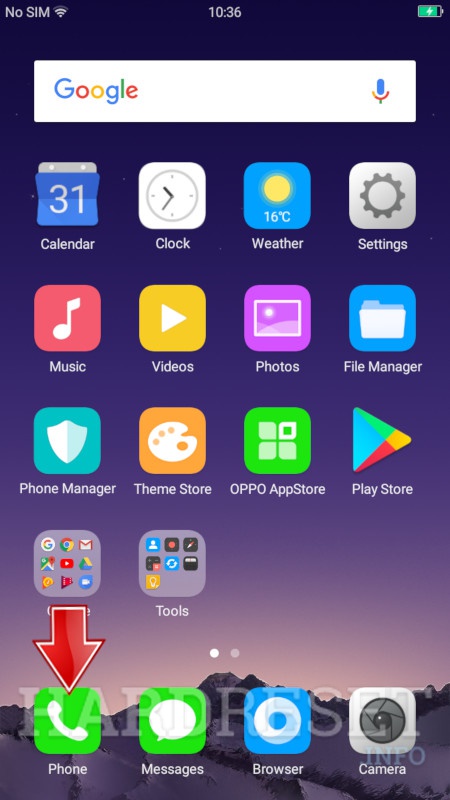 No SIM 10:36
Google
31 16°C
Calendar Clock Weather Settings
Music Videos Photos File Manager
Phone Manager Theme Store OPPO AppStore Play Store
Tools
HARDRESET
.INFO
Phone Messages Browser Camera